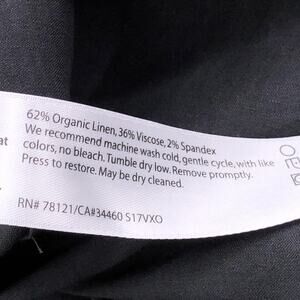 62% Organic Linen, 36% Viscose, 2% Spandex
We recommend machine wash cold, gentle cycle, with like
colors, no bleach. Tumble dry low. Remove promptly.
Press to restore. May be dry cleaned.
RN# 78121/CA#34460 S17VXO
at